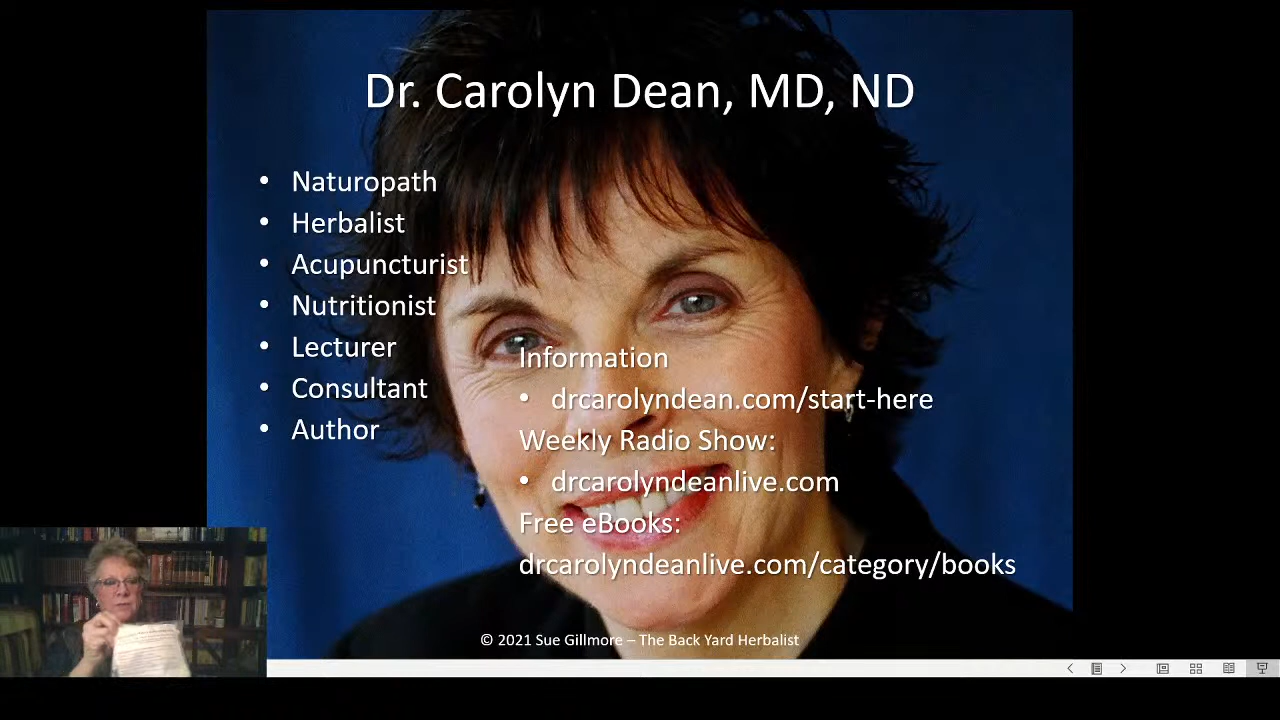 Dr. Carolyn Dean, MD, ND
• Naturopath
• Herbalist
• Acupuncturist
• Nutritionist
• Lecturer
• Consultant
• Author
Information
• drcarolyndean.com/start-here
Weekly Radio Show:
• drcarolyndeanlive.com
Free eBooks:
drcarolyndeanlive.com/category/books
© 2021 Sue Gillmore – The Back Yard Herbalist